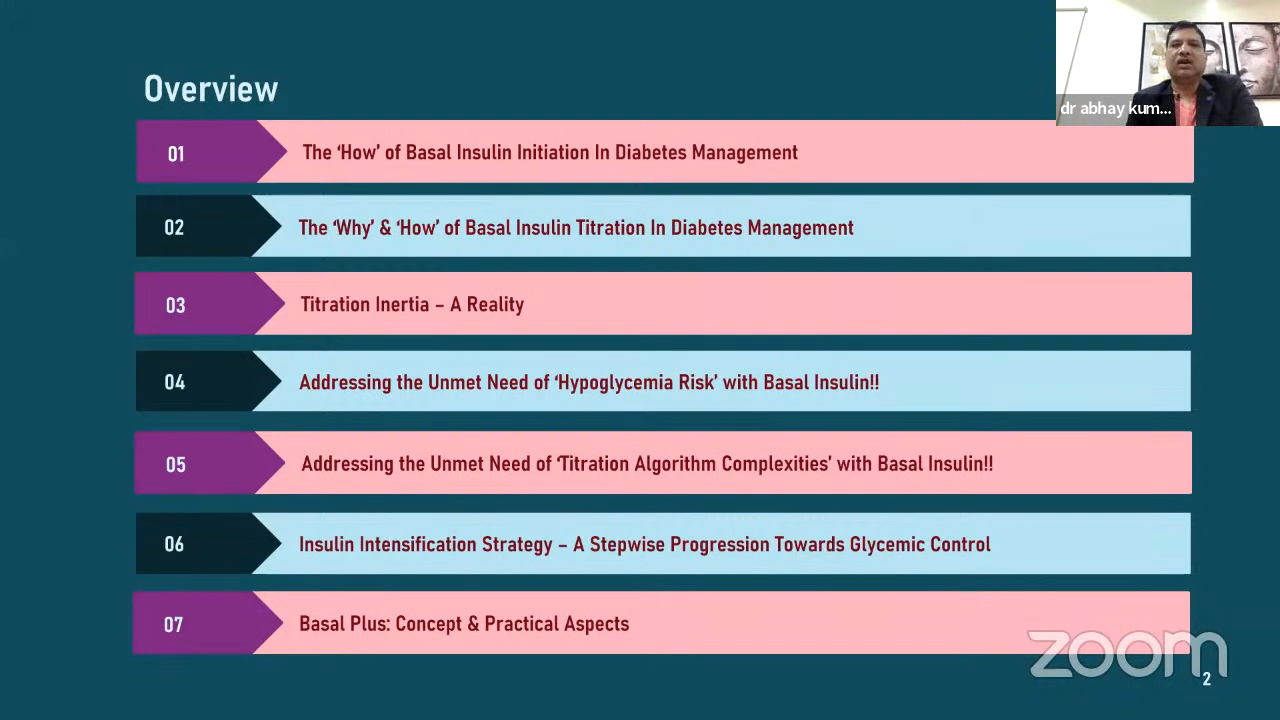 Overview
dr abhay kum...
01
The ‘How’ of Basal Insulin Initiation In Diabetes Management
02
The ‘Why’ & ‘How’ of Basal Insulin Titration In Diabetes Management
03
Titration Inertia – A Reality
04
Addressing the Unmet Need of ‘Hypoglycemia Risk’ with Basal Insulin!!
05
Addressing the Unmet Need of ‘Titration Algorithm Complexities’ with Basal Insulin!!
06
Insulin Intensification Strategy – A Stepwise Progression Towards Glycemic Control
07
Basal Plus: Concept & Practical Aspects
zoom
2